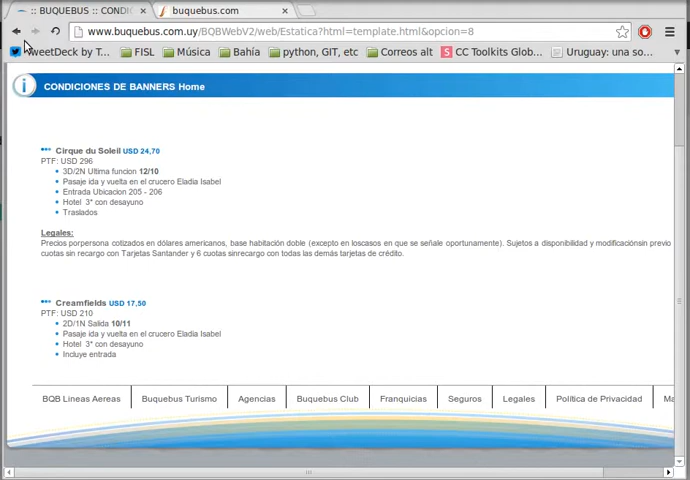 :: BUQUEBUS :: CONDIC
buquebus.com
www.buquebus.com.uy/BQBWebV2/web/Estatica?html=template.html&opcion=8
TweetDeck by T...
FISL
Música
Bahía
python, GIT, etc
Correos alt
CC Toolkits Glob...
Uruguay: una so...
CONDICIONES DE BANNERS Home
Cirque du Soleil USD 24,70
PTF: USD 296
3D/2N Ultima funcion 12/10
Pasaje ida y vuelta en el crucero Eladia Isabel
Entrada Ubicacion 205 - 206
Hotel 3* con desayuno
Traslados
Legales:
Precios porpersona cotizados en dólares americanos, base habitación doble (excepto en loscasos en que se señale oportunamente). Sujetos a disponibilidad y modificaciónsin previo
cuotas sin recargo con Tarjetas Santander y 6 cuotas sinrecargo con todas las demás tarjetas de crédito.
Creamfields USD 17,50
PTF: USD 210
2D/1N Salida 10/11
Pasaje ida y vuelta en el crucero Eladia Isabel
Hotel 3* con desayuno
Incluye entrada
BQB Lineas Aereas
Buquebus Turismo
Agencias
Buquebus Club
Franquicias
Seguros
Legales
Política de Privacidad
Ma